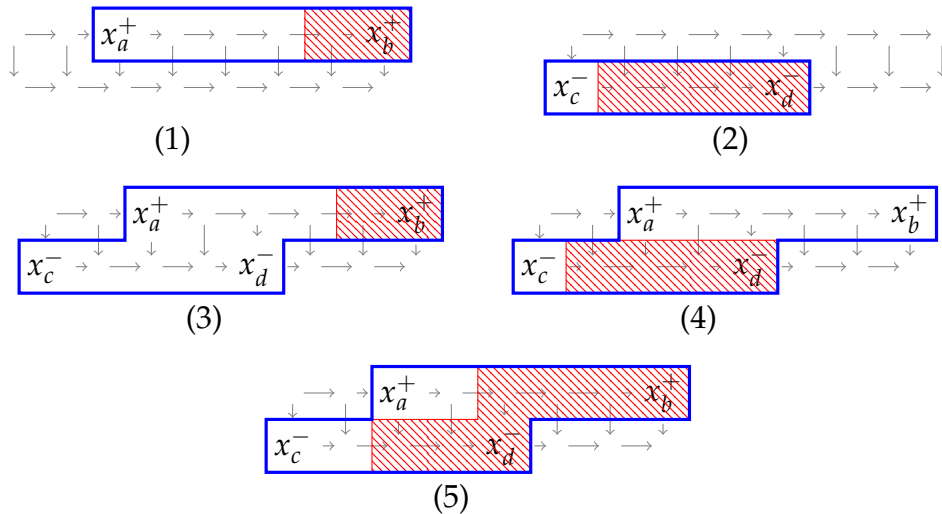 x_a^+ x_b^+
x_c^- x_d^-
(1) (2)
x_a^+ x_b^+ x_a^+ x_b^+
x_c^- x_d^- x_c^- x_d^-
(3) (4)
x_a^+ x_b^+
x_c^- x_d^-
(5)